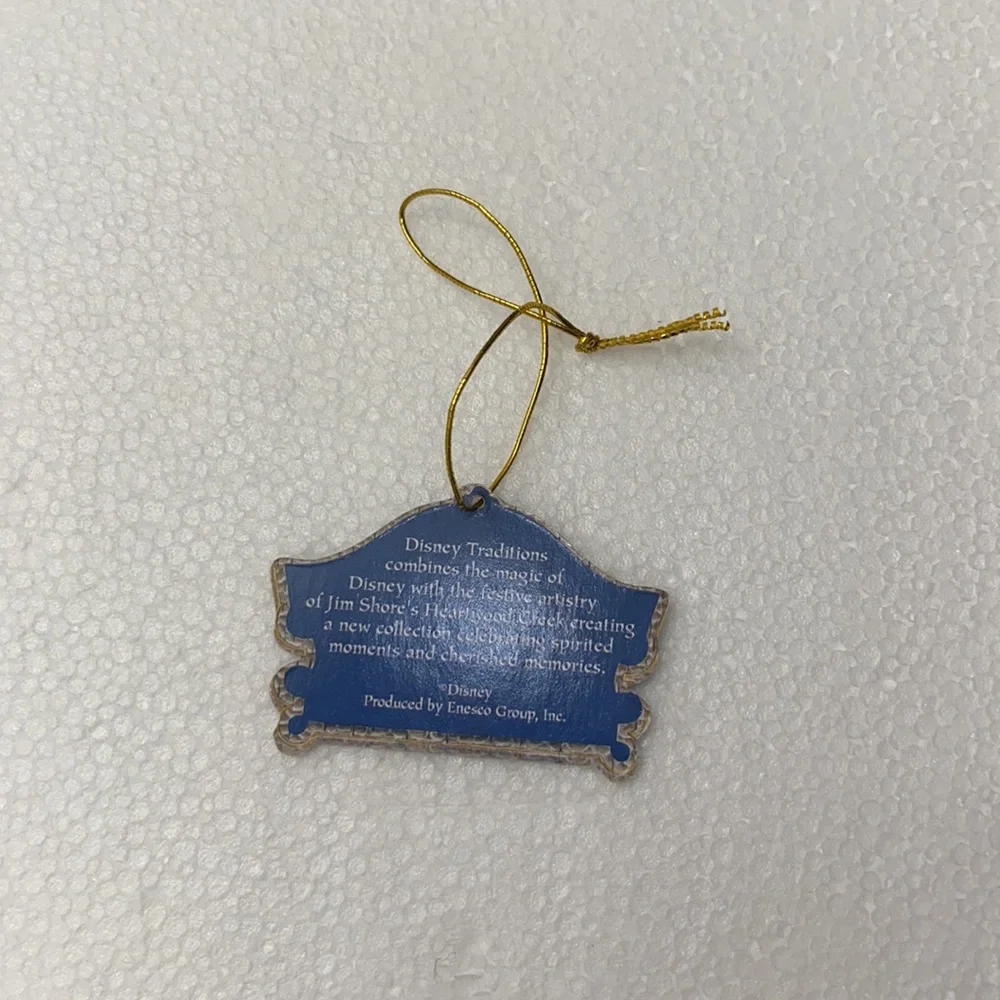 Disney Traditions
combines the magic of
Disney with the festive artistry
of Jim Shore's Heartwood Creek creating
a new collection celebrating spirited
moments and cherished memories.
©Disney
Produced by Enesco Group, Inc.